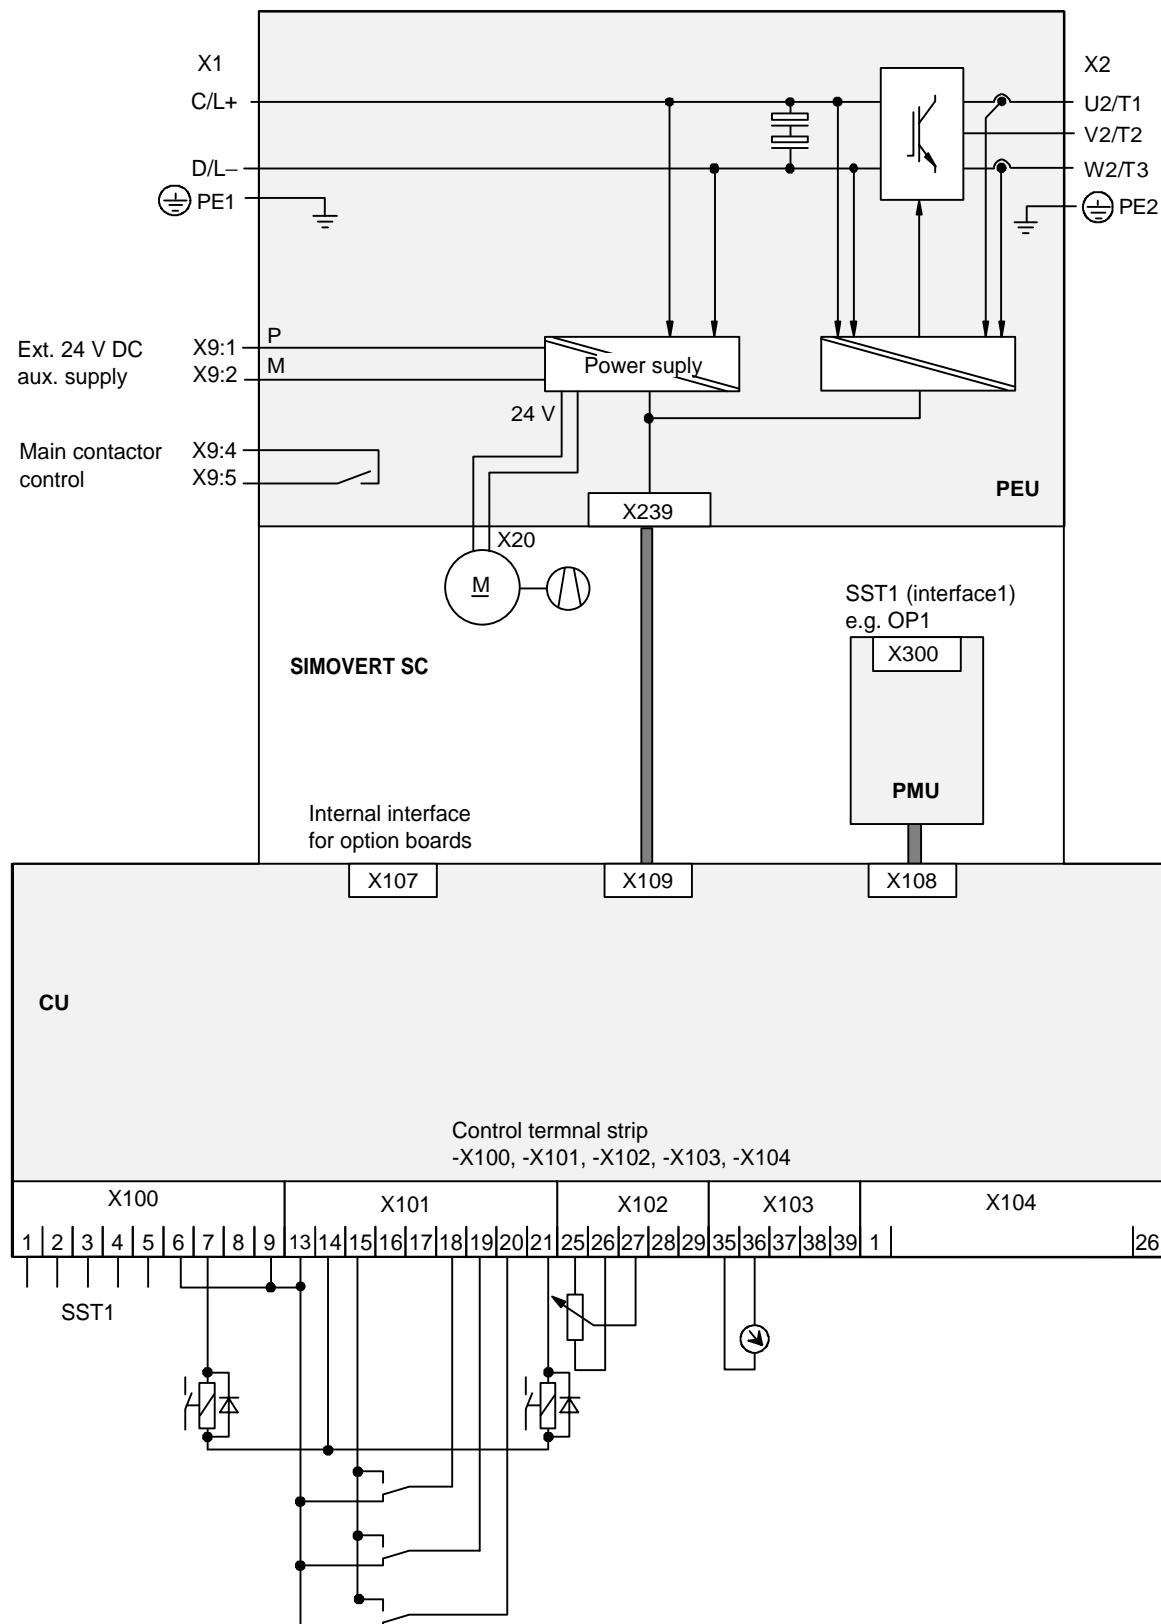 X1
X2
C/L+
U2/T1
V2/T2
D/L–
W2/T3
PE1
PE2
P
Ext. 24 V DC
X9:1
Power suply
M
aux. supply
X9:2
24 V
Main contactor
X9:4
control
X9:5
PEU
X239
X20
M
SST1 (interface1)
e.g. OP1
X300
SIMOVERT SC
PMU
Internal interface
for option boards
X107
X109
X108
CU
Control termnal strip
-X100, -X101, -X102, -X103, -X104
X100 X101 X102 X103 X104
1 2 3 4 5 6 7 8 9 13 14 15 16 17 18 19 20 21 25 26 27 28 29 35 36 37 38 39 1 26
SST1